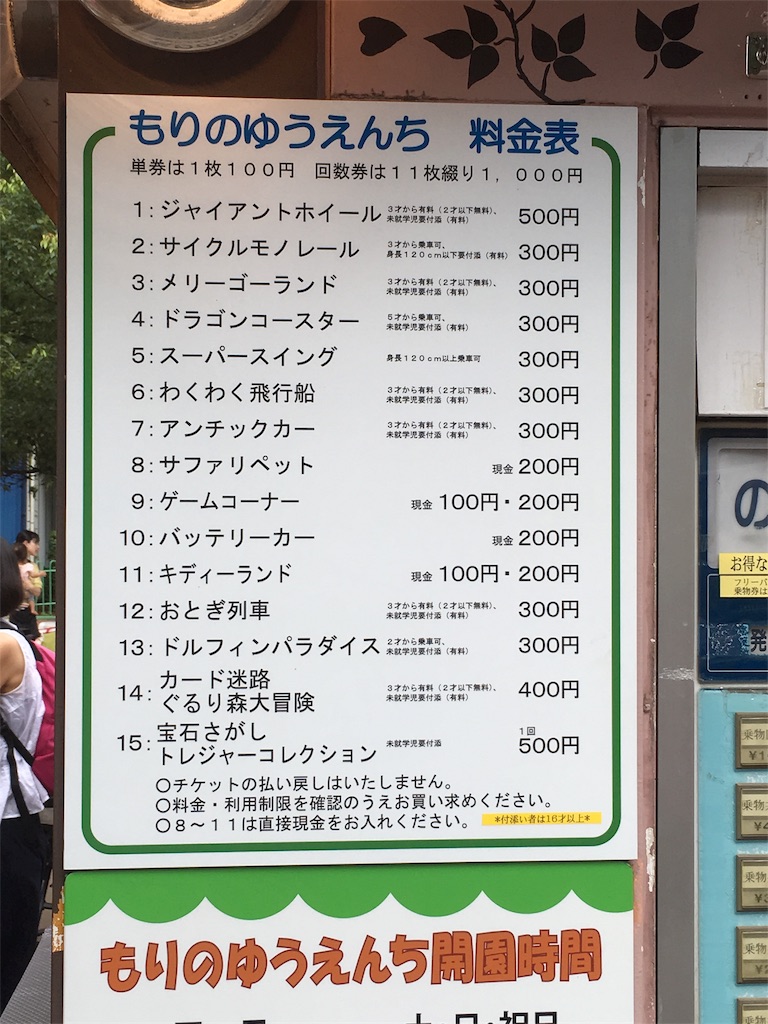 もりのゆうえんち 料金表
単券は1枚100円 回数券は11枚綴り1,000円
1:ジャイアントホイール 3才から有料(2才以下無料)、未就学児要付添(有料) 500円
2:サイクルモノレール 3才から乗車可、身長120cm以下要付添(有料) 300円
3:メリーゴーランド 3才から有料(2才以下無料)、未就学児要付添(有料) 300円
4:ドラゴンコースター 5才から乗車可、未就学児要付添(有料) 300円
5:スーパースイング 身長120cm以上乗車可 300円
6:わくわく飛行船 3才から有料(2才以下無料)、未就学児要付添(有料) 300円
7:アンチックカー 3才から有料(2才以下無料)、未就学児要付添(有料) 300円
8:サファリペット 現金 200円
9:ゲームコーナー 現金 100円・200円
10:バッテリーカー 現金 200円
11:キディーランド 現金 100円・200円
12:おとぎ列車 3才から有料(2才以下無料)、未就学児要付添(有料) 300円
13:ドルフィンパラダイス 2才から乗車可、未就学児要付添(有料) 300円
14:カード迷路 ぐるり森大冒険 3才から有料(2才以下無料)、未就学児要付添(有料) 400円
15:宝石さがし トレジャーコレクション 未就学児要付添 1回 500円
○チケットの払い戻しはいたしません。
○料金・利用制限を確認のうえお買い求めください。
○8~11は直接現金をお入れください。 *付添い者は16才以上*
もりのゆうえんち開園時間
土・日・祝日
の
お得な
フリーパ
乗物券は
発
乗物
乗物
乗物
乗物